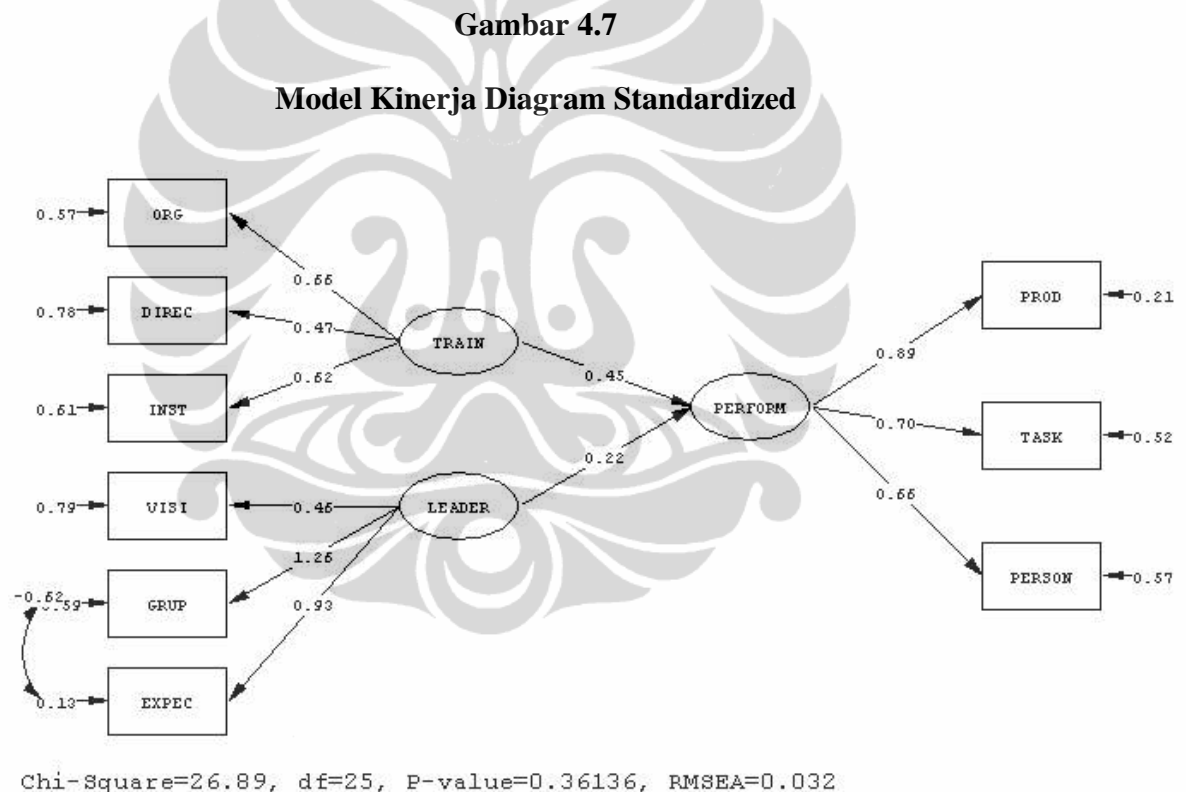 Gambar 4.7
Model Kinerja Diagram Standardized
0.57 ORG
0.66
0.78 DIREC
0.47
TRAIN
0.62
0.61 INST
0.45
PERFORM
0.22
0.79 VISI
0.46
LEADER
1.26
-0.62
GRUP
0.93
0.13 EXPEC
0.89
PROD 0.21
0.70
TASK 0.52
0.66
PERSON 0.57
Chi-Square=26.89, df=25, P-value=0.36136, RMSEA=0.032